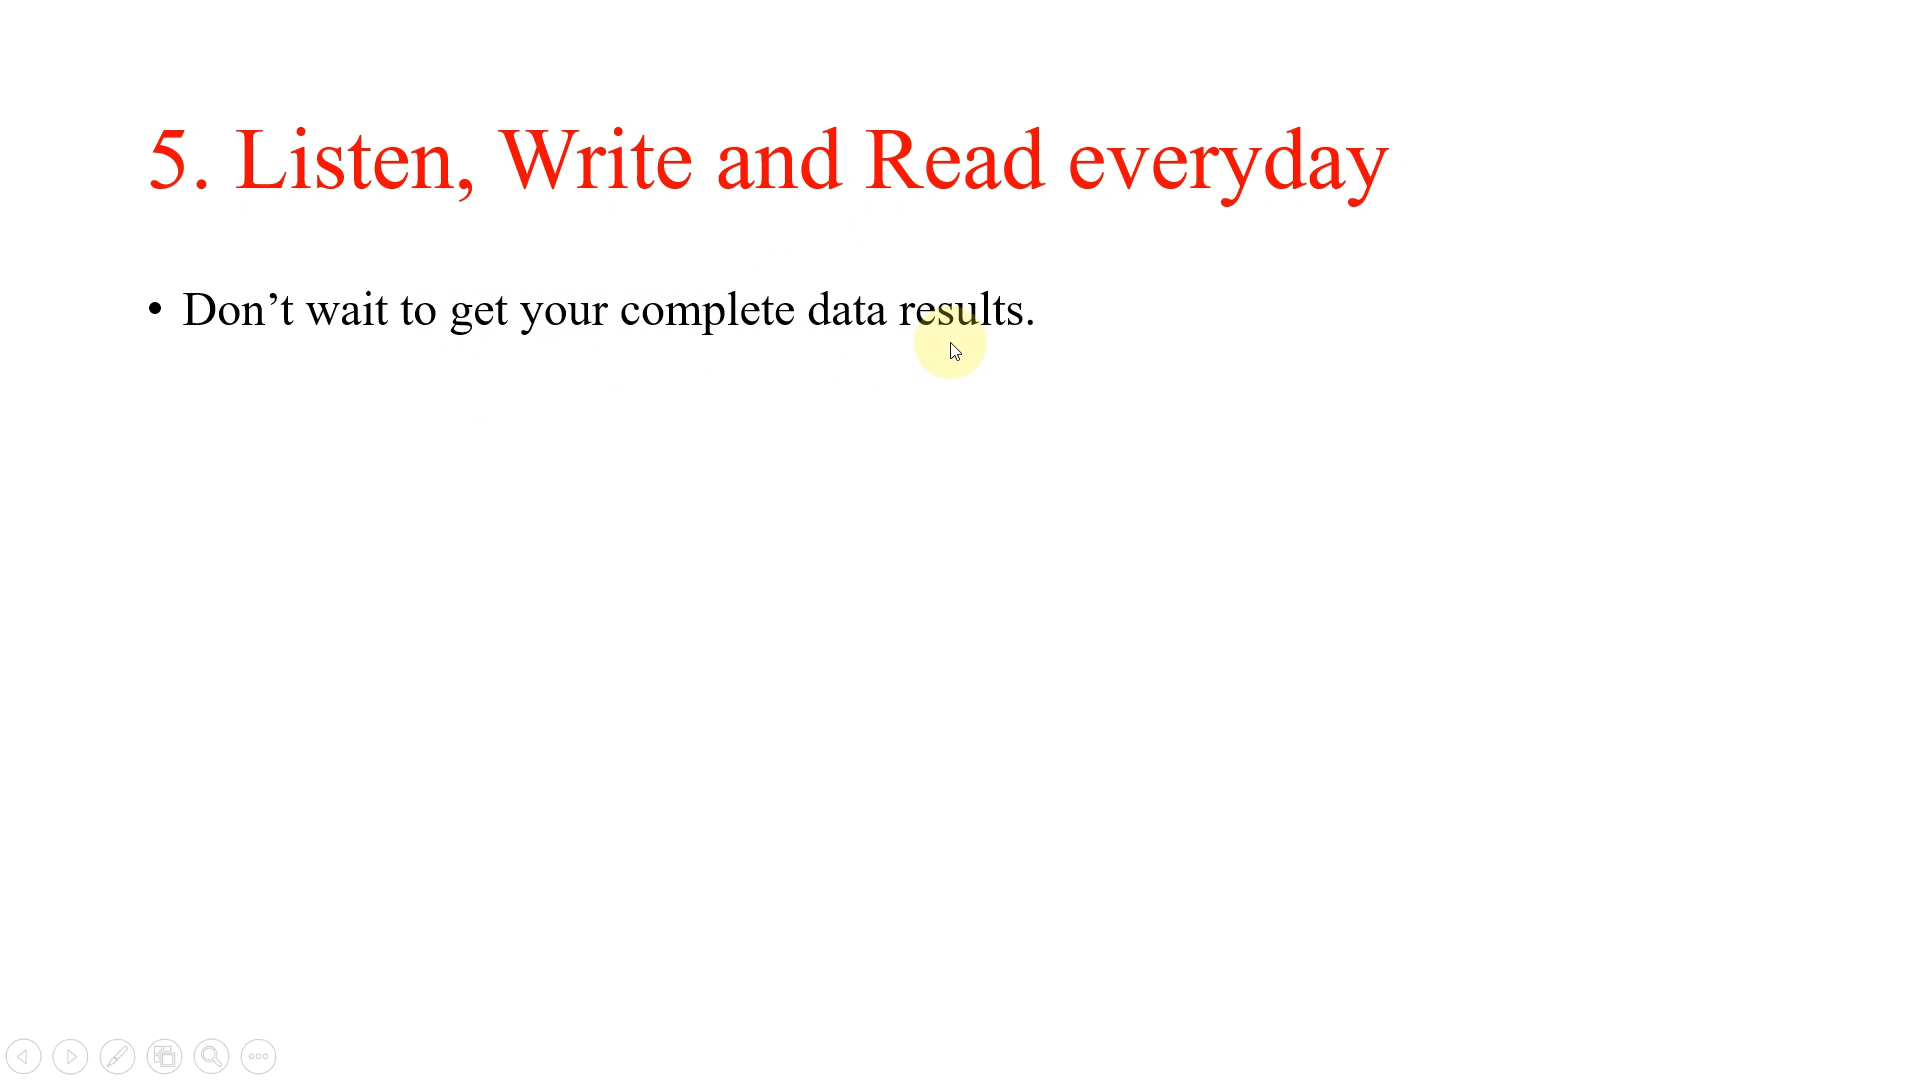 5. Listen, Write and Read everyday
• Don’t wait to get your complete data results.